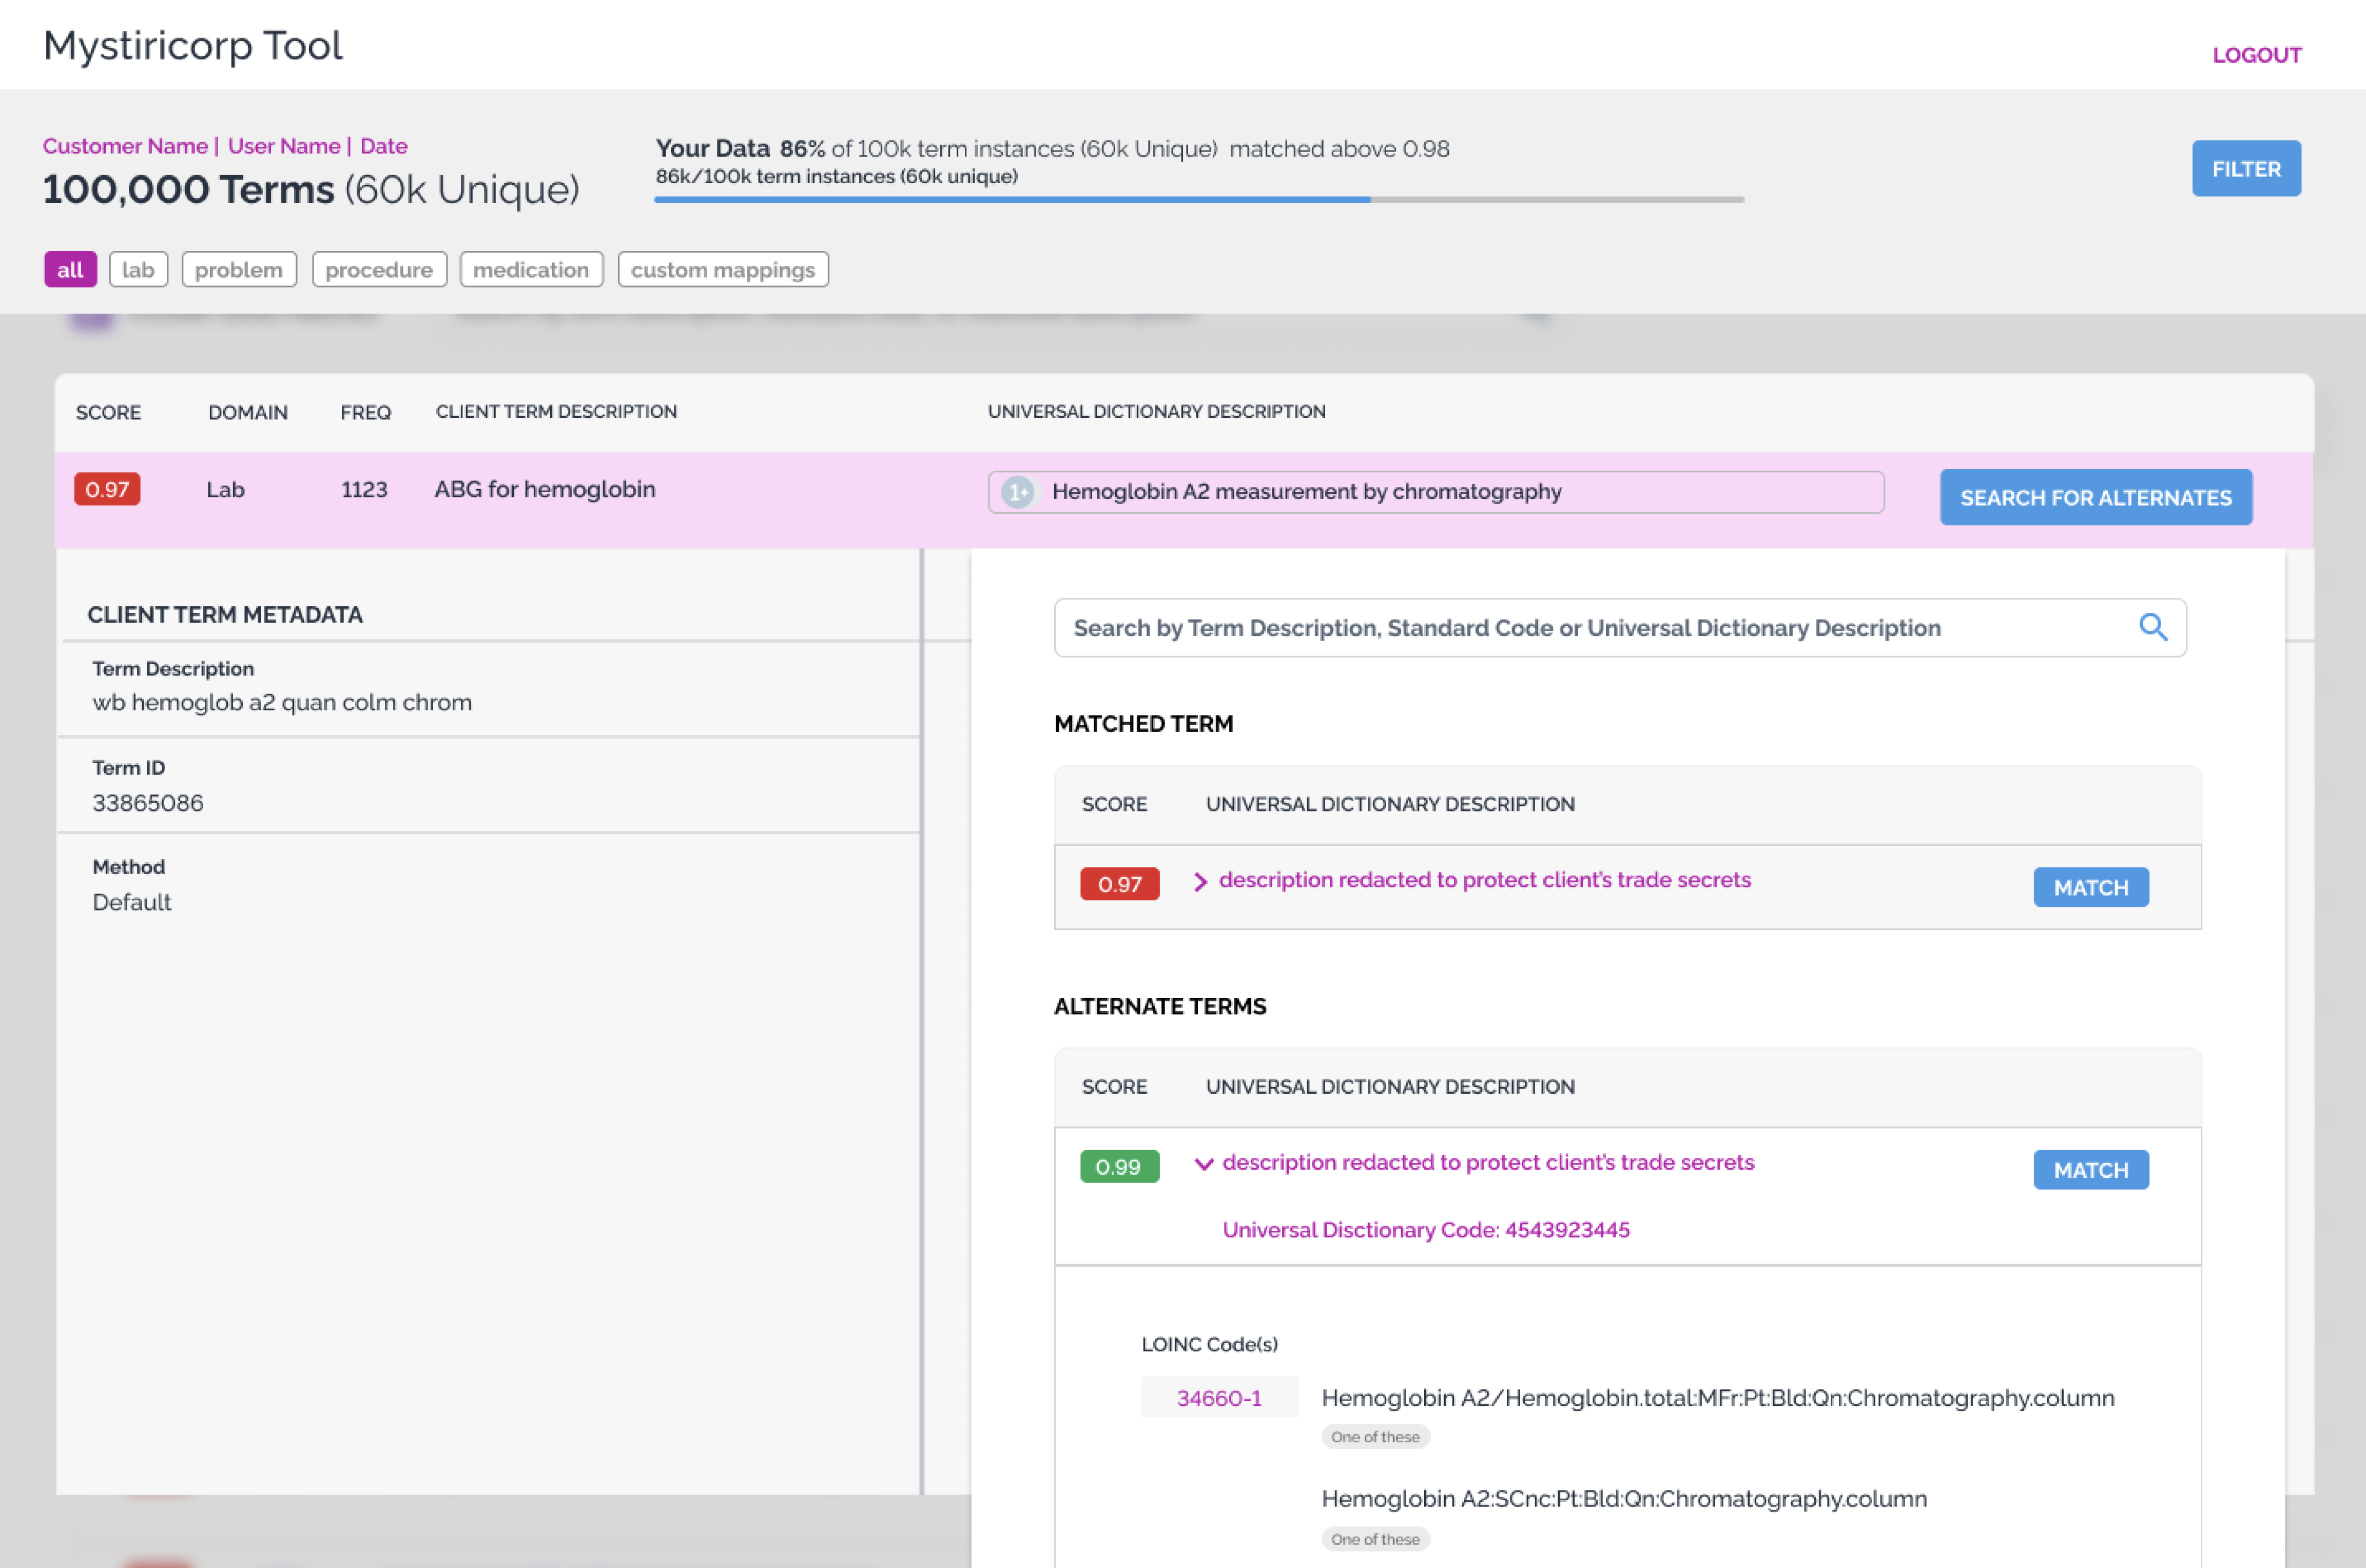 Mystiricorp Tool
LOGOUT
Customer Name | User Name | Date
100,000 Terms (60k Unique)
Your Data 86% of 100k term instances (60k Unique) matched above 0.98
86k/100k term instances (60k unique)
FILTER
all lab problem procedure medication custom mappings
SCORE DOMAIN FREQ CLIENT TERM DESCRIPTION UNIVERSAL DICTIONARY DESCRIPTION
0.97 Lab 1123 ABG for hemoglobin 1+ Hemoglobin A2 measurement by chromatography SEARCH FOR ALTERNATES
CLIENT TERM METADATA
Term Description
wb hemoglob a2 quan colm chrom
Term ID
33865086
Method
Default
Search by Term Description, Standard Code or Universal Dictionary Description
MATCHED TERM
SCORE UNIVERSAL DICTIONARY DESCRIPTION
0.97 description redacted to protect client's trade secrets MATCH
ALTERNATE TERMS
SCORE UNIVERSAL DICTIONARY DESCRIPTION
0.99 description redacted to protect client's trade secrets MATCH
Universal Disctionary Code: 4543923445
LOINC Code(s)
34660-1 Hemoglobin A2/Hemoglobin.total:MFr:Pt:Bld:Qn:Chromatography.column
One of these
Hemoglobin A2:SCnc:Pt:Bld:Qn:Chromatography.column
One of these